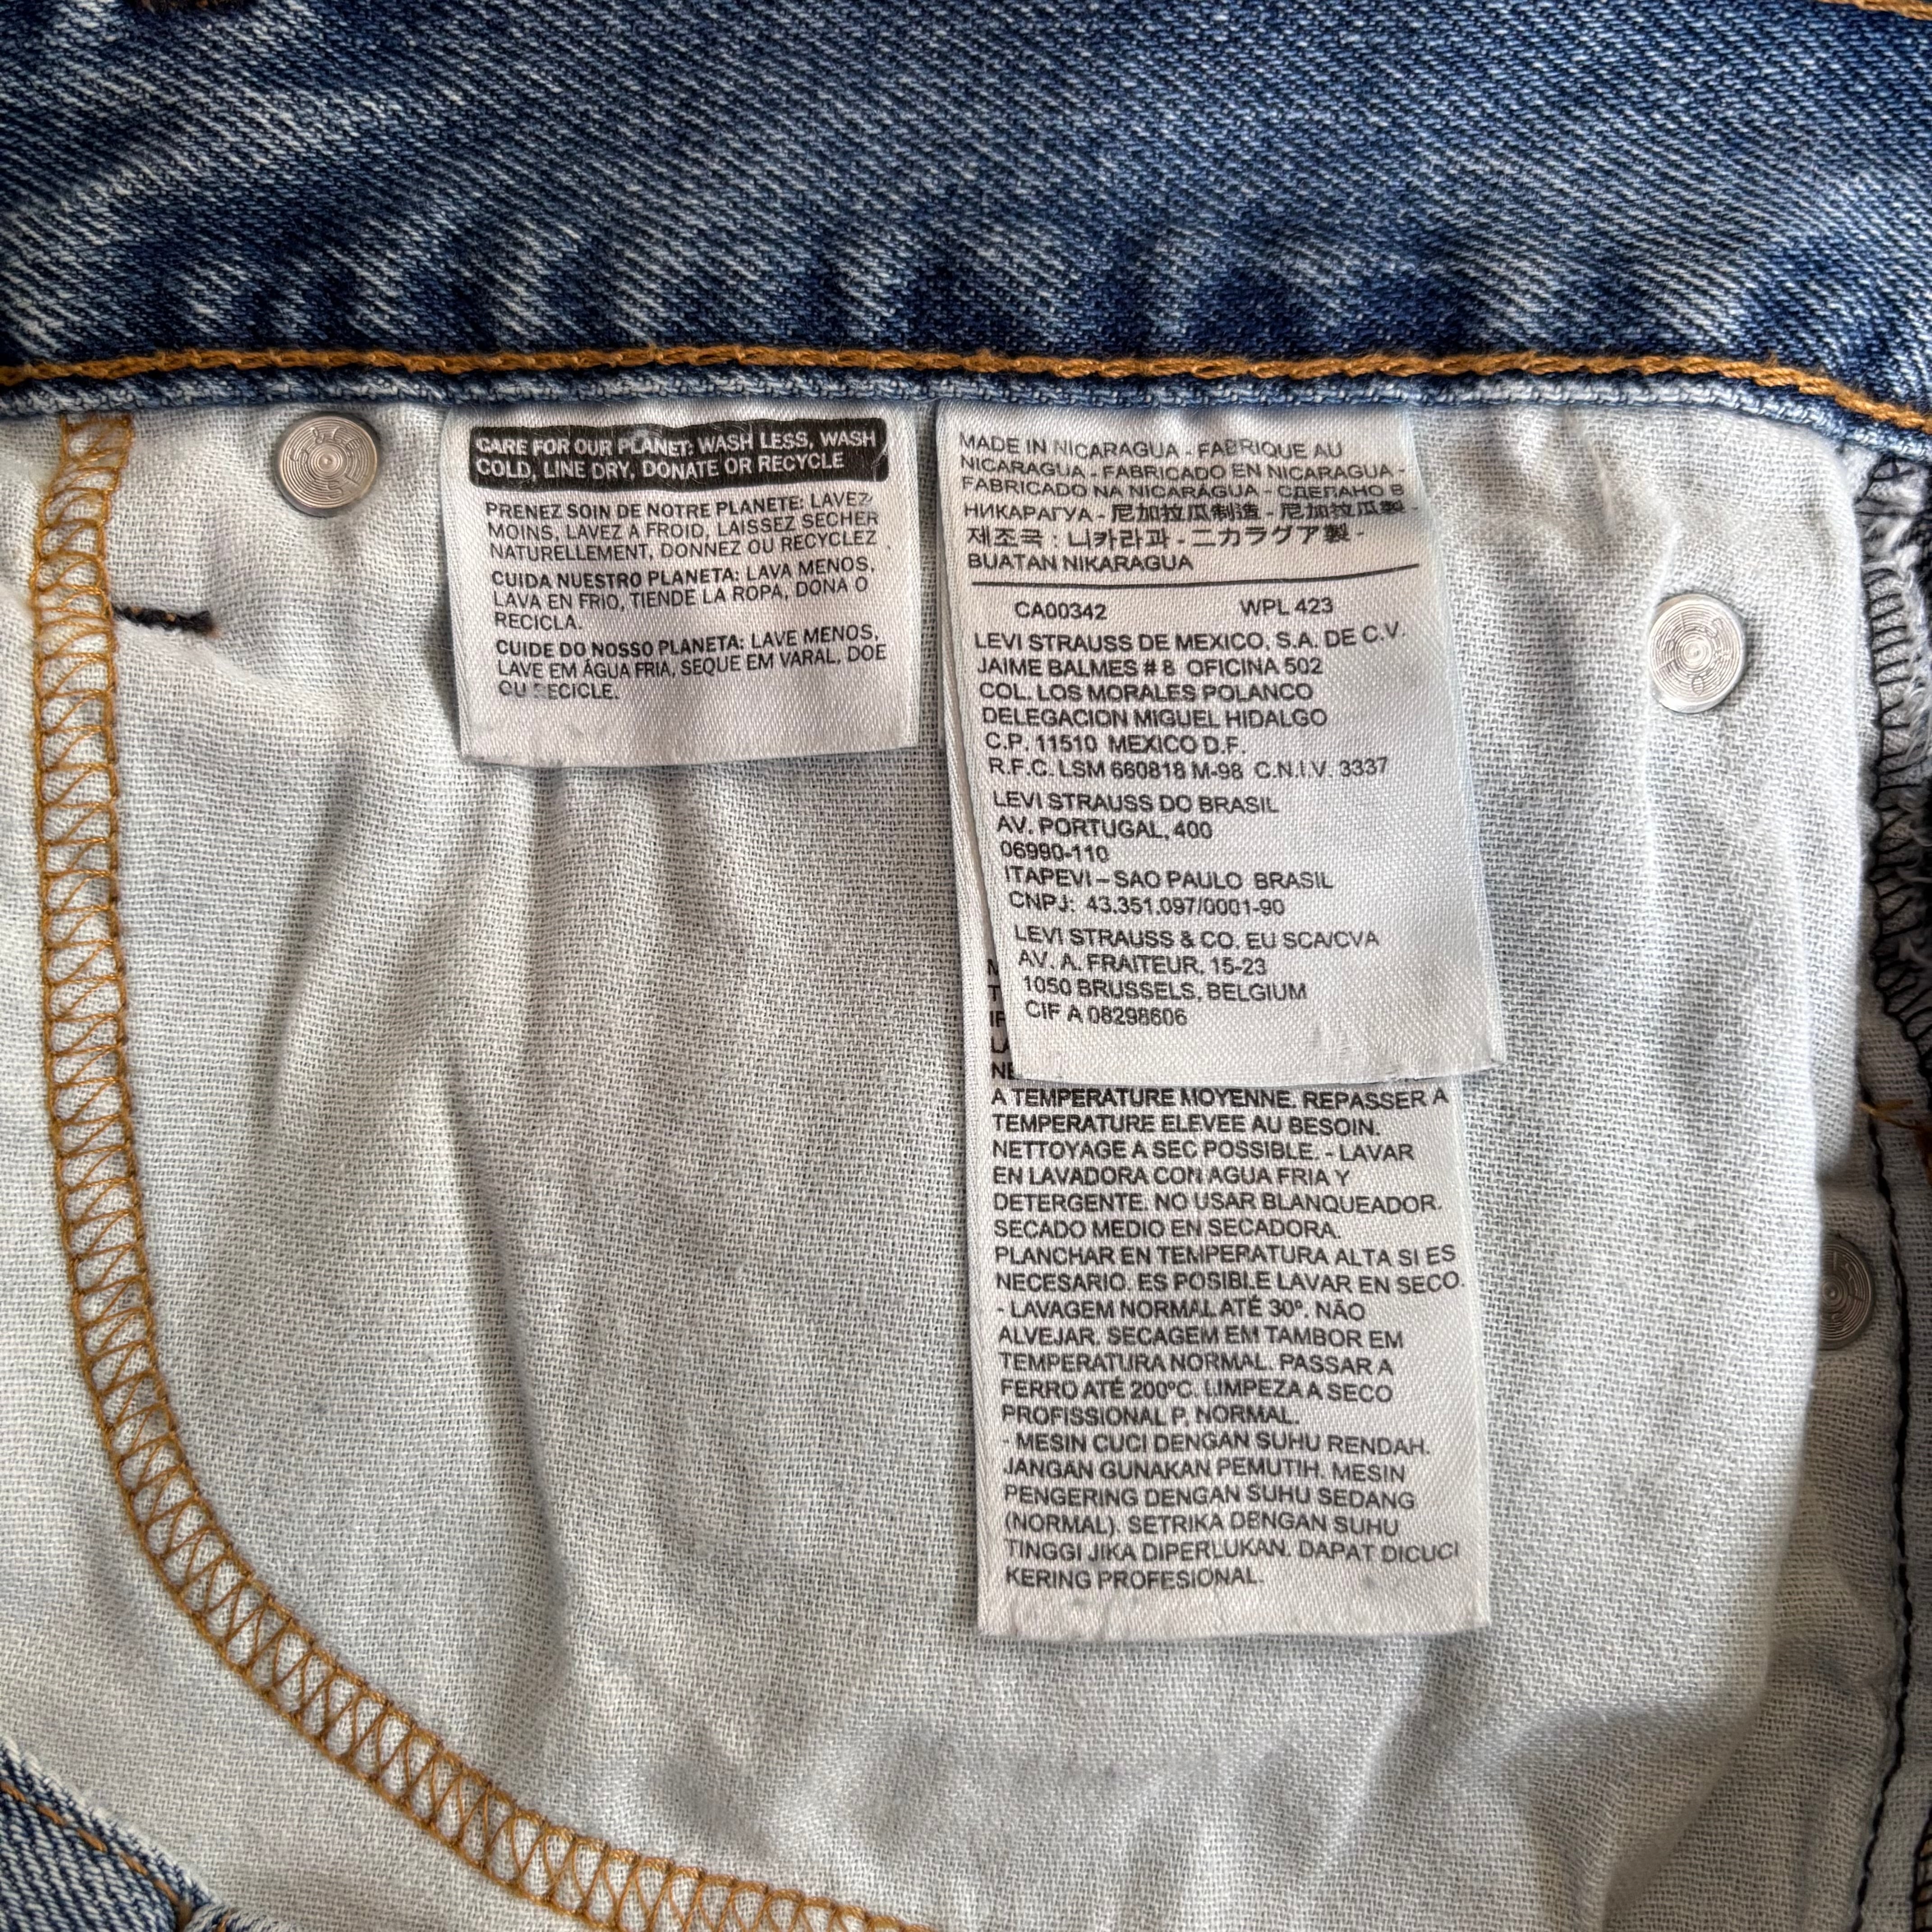 CARE FOR OUR PLANET: WASH LESS, WASH
COLD, LINE DRY, DONATE OR RECYCLE
PRENEZ SOIN DE NOTRE PLANETE: LAVEZ
MOINS, LAVEZ A FROID, LAISSEZ SECHER
NATURELLEMENT, DONNEZ OU RECYCLEZ
CUIDA NUESTRO PLANETA: LAVA MENOS,
LAVA EN FRIO, TIENDE LA ROPA, DONA O
RECICLA.
CUIDE DO NOSSO PLANETA: LAVE MENOS,
LAVE EM ÁGUA FRIA, SEQUE EM VARAL, DOE
OU RECICLE.
MADE IN NICARAGUA - FABRIQUE AU
NICARAGUA - FABRICADO EN NICARAGUA -
FABRICADO NA NICARÁGUA - СДЕЛАНО В
НИКАРАГУА - 尼加拉瓜制造 - 尼加拉瓜製 -
제조국 : 니카라과 - ニカラグア製 -
BUATAN NIKARAGUA
CA00342 WPL 423
LEVI STRAUSS DE MEXICO, S.A. DE C.V.
JAIME BALMES # 8 OFICINA 502
COL. LOS MORALES POLANCO
DELEGACION MIGUEL HIDALGO
C.P. 11510 MEXICO D.F.
R.F.C. LSM 660818 M-98 C.N.I.V. 3337
LEVI STRAUSS DO BRASIL
AV. PORTUGAL, 400
06990-110
ITAPEVI – SAO PAULO BRASIL
CNPJ: 43.351.097/0001-90
LEVI STRAUSS & CO. EU SCA/CVA
AV. A. FRAITEUR, 15-23
1050 BRUSSELS, BELGIUM
CIF A 08298606
A TEMPERATURE MOYENNE. REPASSER A
TEMPERATURE ELEVEE AU BESOIN.
NETTOYAGE A SEC POSSIBLE. - LAVAR
EN LAVADORA CON AGUA FRIA Y
DETERGENTE. NO USAR BLANQUEADOR.
SECADO MEDIO EN SECADORA.
PLANCHAR EN TEMPERATURA ALTA SI ES
NECESARIO. ES POSIBLE LAVAR EN SECO.
- LAVAGEM NORMAL ATÉ 30º. NÃO
ALVEJAR. SECAGEM EM TAMBOR EM
TEMPERATURA NORMAL. PASSAR A
FERRO ATÉ 200ºC. LIMPEZA A SECO
PROFISSIONAL P, NORMAL.
- MESIN CUCI DENGAN SUHU RENDAH.
JANGAN GUNAKAN PEMUTIH. MESIN
PENGERING DENGAN SUHU SEDANG
(NORMAL). SETRIKA DENGAN SUHU
TINGGI JIKA DIPERLUKAN. DAPAT DICUCI
KERING PROFESIONAL.